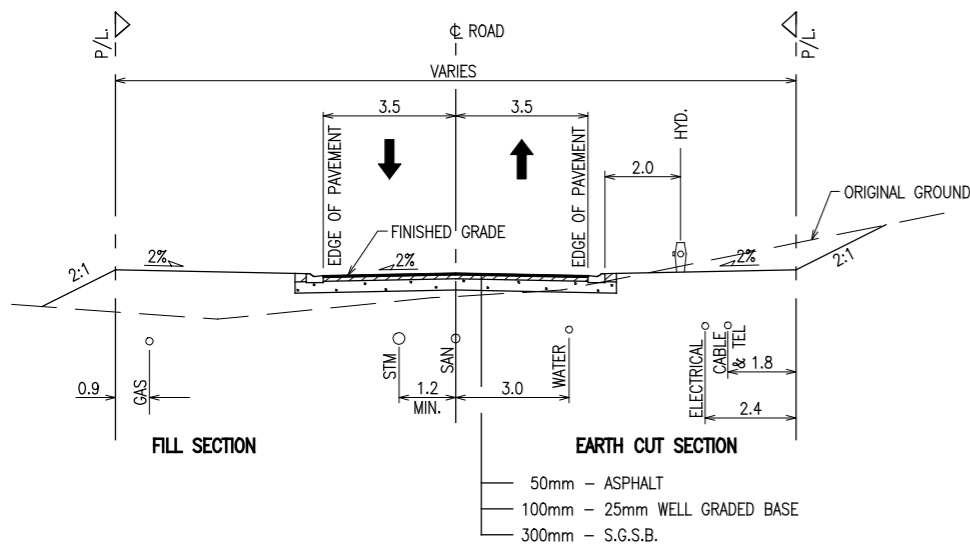 P/L.
℄ ROAD
P/L.
VARIES
3.5
3.5
EDGE OF PAVEMENT
EDGE OF PAVEMENT
HYD.
2.0
ORIGINAL GROUND
FINISHED GRADE
2:1
2%
2%
2%
2:1
GAS
STM
SAN
WATER
ELECTRICAL
CABLE
& TEL
0.9
1.2
MIN.
3.0
1.8
2.4
FILL SECTION
EARTH CUT SECTION
50mm – ASPHALT
100mm – 25mm WELL GRADED BASE
300mm – S.G.S.B.